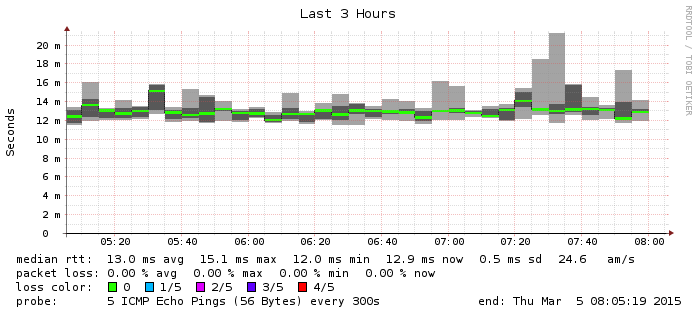 Last 3 Hours
RRDTOOL / TOBI OETIKER
Seconds
20 m
18 m
16 m
14 m
12 m
10 m
8 m
6 m
4 m
2 m
0
05:20 05:40 06:00 06:20 06:40 07:00 07:20 07:40 08:00
median rtt: 13.0 ms avg 15.1 ms max 12.0 ms min 12.9 ms now 0.5 ms sd 24.6 am/s
packet loss: 0.00 % avg 0.00 % max 0.00 % min 0.00 % now
loss color: 0 1/5 2/5 3/5 4/5
probe: 5 ICMP Echo Pings (56 Bytes) every 300s end: Thu Mar 5 08:05:19 2015